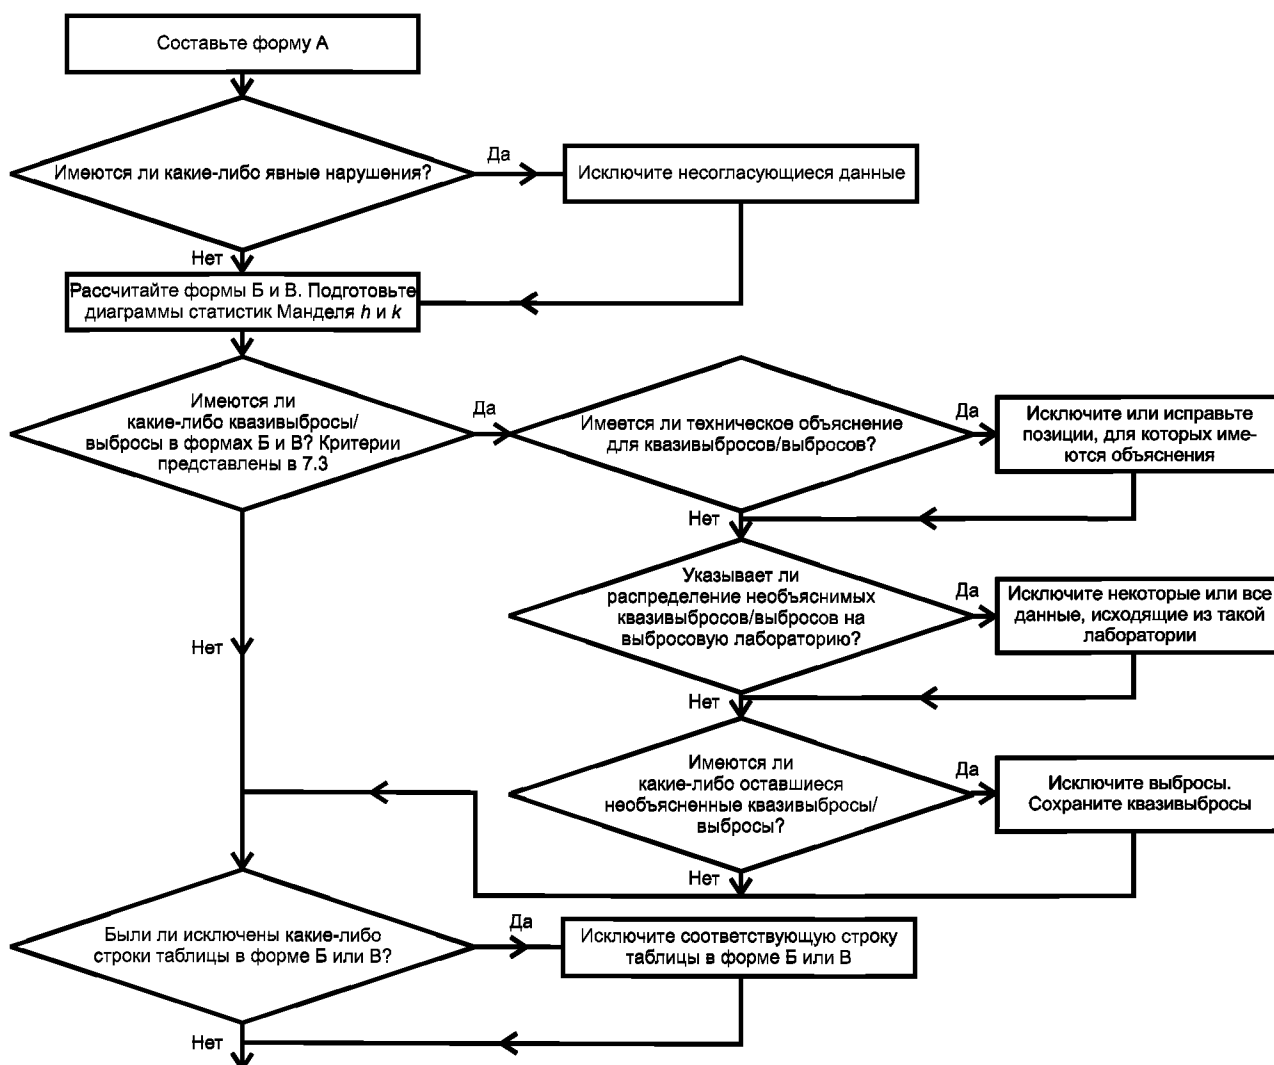 Составьте форму А
Имеются ли какие-либо явные нарушения?
Да
Исключите несогласующиеся данные
Нет
Рассчитайте формы Б и В. Подготовьте
диаграммы статистик Манделя h и k
Имеются ли
какие-либо квазивыбросы/
выбросы в формах Б и В? Критерии
представлены в 7.3
Да
Имеется ли техническое объяснение
для квазивыбросов/выбросов?
Да
Исключите или исправьте
позиции, для которых име-
ются объяснения
Нет
Указывает ли
распределение необъяснимых
квазивыбросов/выбросов на
выбросовую лабораторию?
Да
Исключите некоторые или все
данные, исходящие из такой
лаборатории
Нет
Нет
Имеются ли
какие-либо оставшиеся
необъясненные квазивыбросы/
выбросы?
Да
Исключите выбросы.
Сохраните квазивыбросы
Нет
Были ли исключены какие-либо
строки таблицы в форме Б или В?
Да
Исключите соответствующую строку
таблицы в форме Б или В
Нет